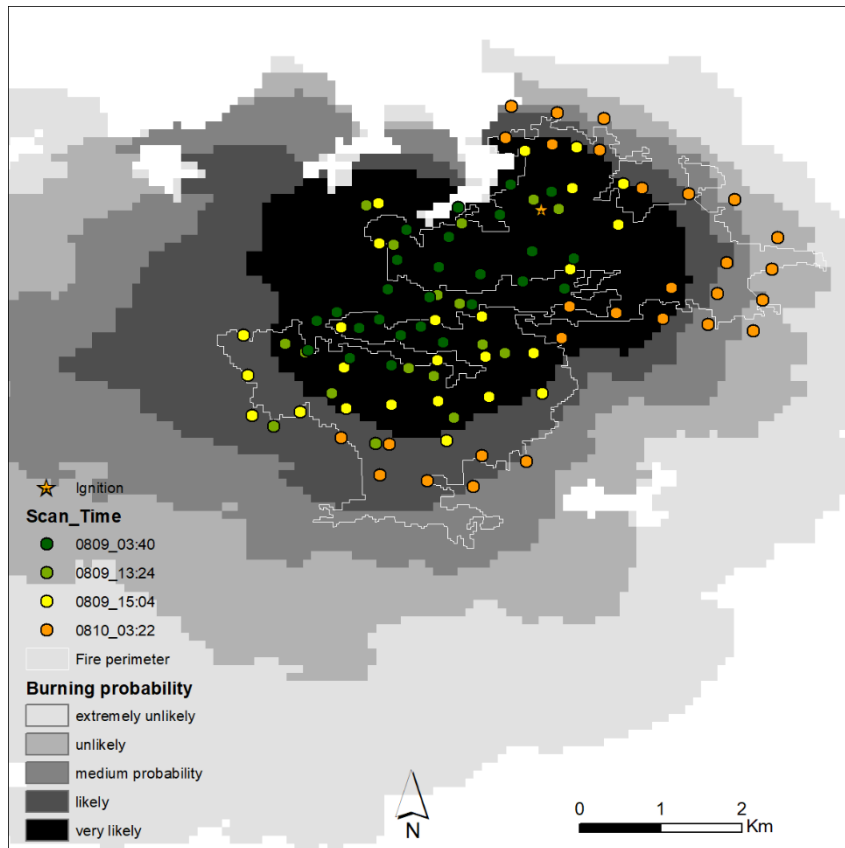 Ignition
Scan_Time
0809_03:40
0809_13:24
0809_15:04
0810_03:22
Fire perimeter
Burning probability
extremely unlikely
unlikely
medium probability
likely
very likely
N
0 1 2
Km